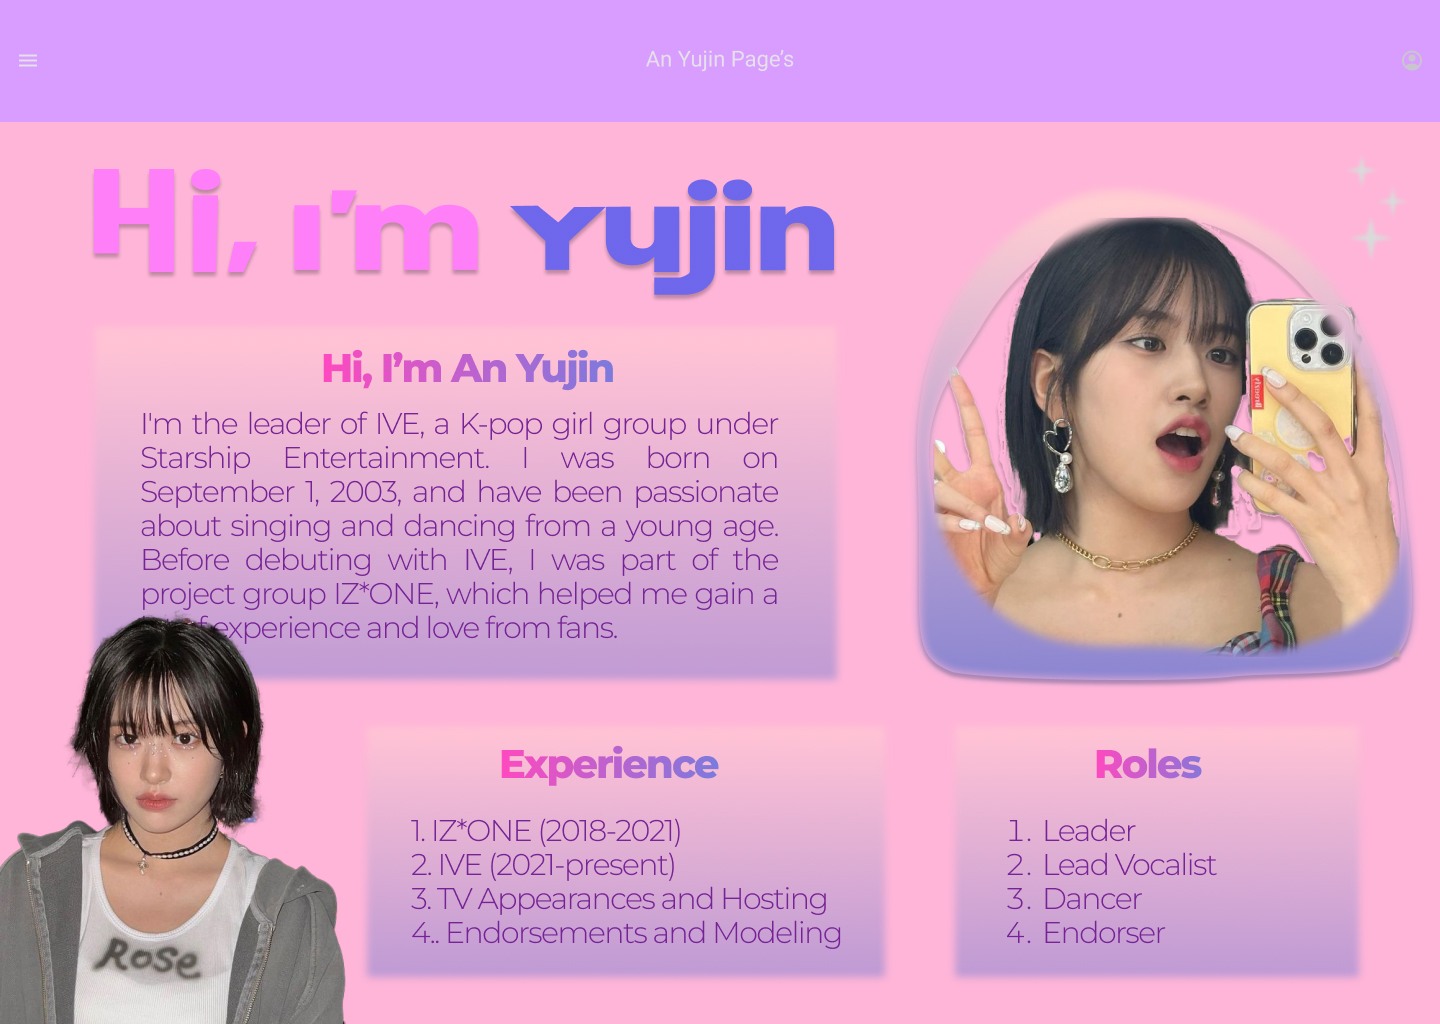 An Yujin Page's
Hi, ı'm Yujin
Hi, I'm An Yujin
I'm the leader of IVE, a K-pop girl group under
Starship Entertainment. I was born on
September 1, 2003, and have been passionate
about singing and dancing from a young age.
Before debuting with IVE, I was part of the
project group IZ*ONE, which helped me gain a
experience and love from fans.
Experience
1. IZ*ONE (2018-2021)
2. IVE (2021-present)
3. TV Appearances and Hosting
4.. Endorsements and Modeling
Roles
1. Leader
2. Lead Vocalist
3. Dancer
4. Endorser
Rose